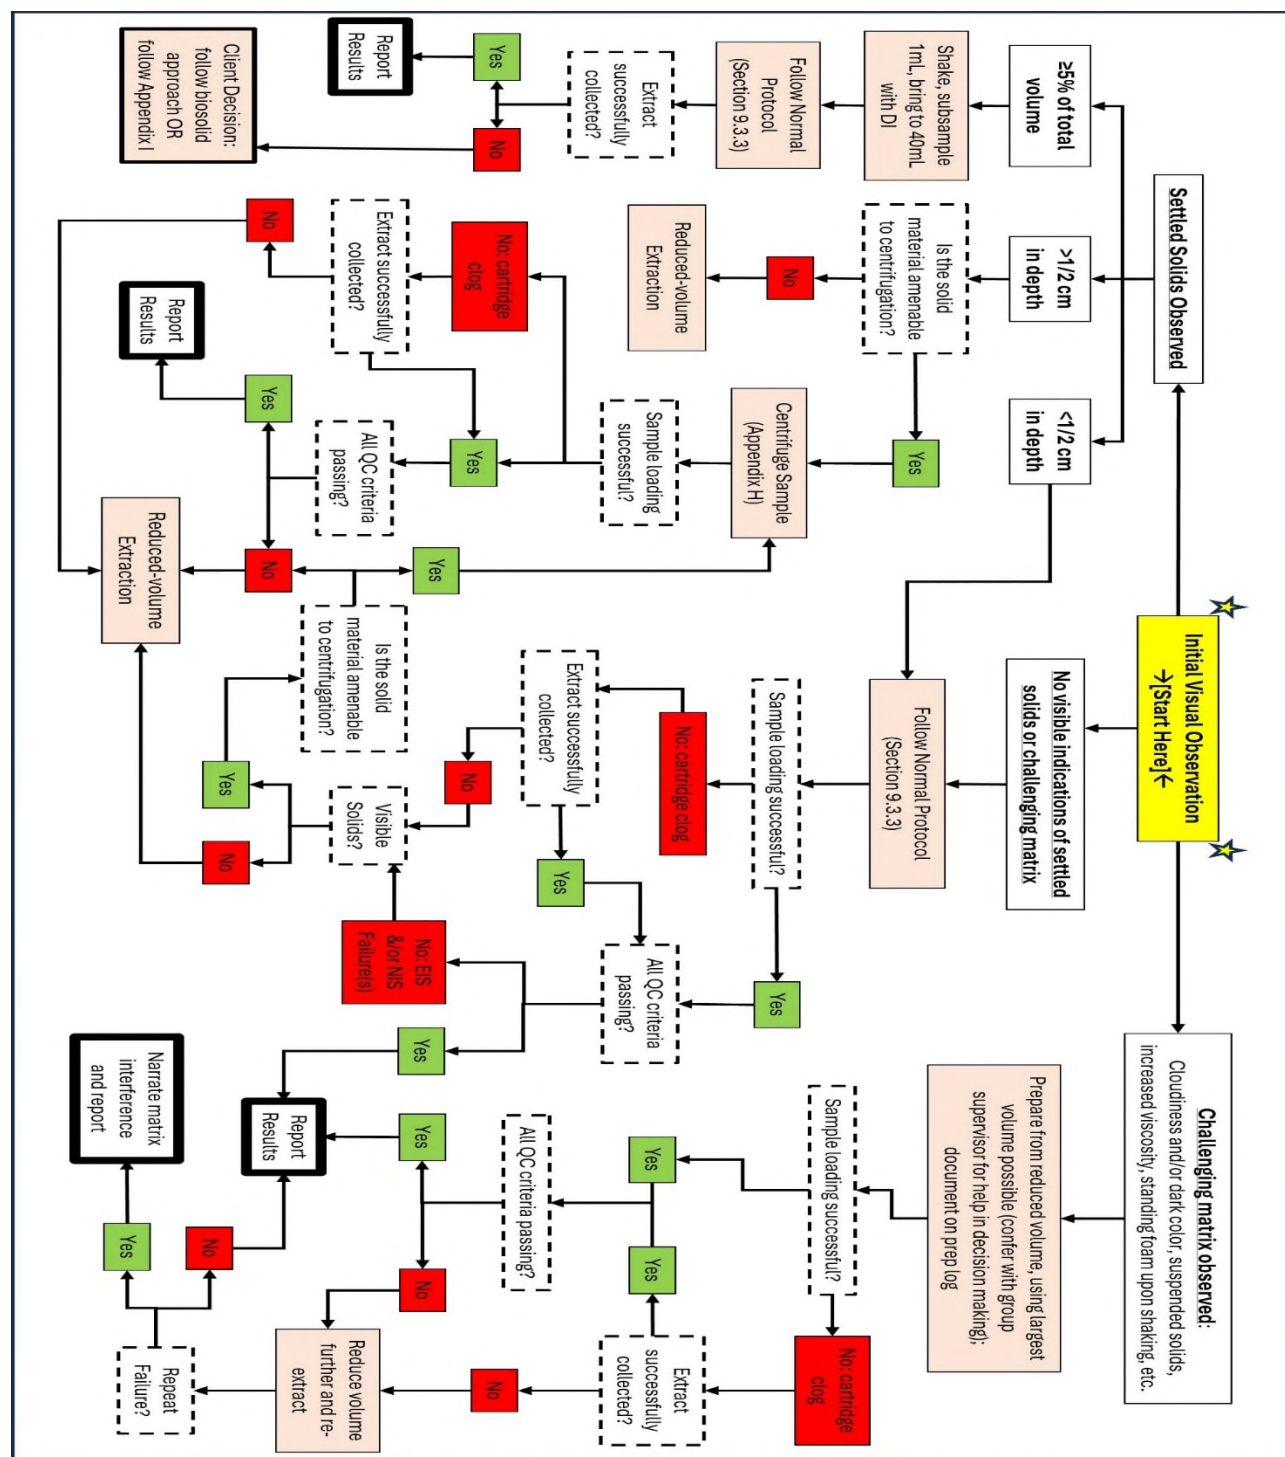 Initial Visual Observation
→[Start Here]←
Settled Solids Observed
≥5% of total
volume
Shake, subsample
1mL, bring to 40mL
with DI
Follow Normal
Protocol
(Section 9.3.3)
Extract
successfully
collected?
Yes
Report
Results
No
Client Decision:
follow biosolid
approach OR
follow Appendix I
>1/2 cm
in depth
Is the solid
material amenable
to centrifugation?
No
Reduced-volume
Extraction
Yes
Centrifuge Sample
(Appendix H)
Sample loading
successful?
No: cartridge
clog
Extract successfully
collected?
No
Yes
All QC criteria
passing?
Yes
Report
Results
No
Reduced-volume
Extraction
<1/2 cm
in depth
No visible indications of settled
solids or challenging matrix
Follow Normal Protocol
(Section 9.3.3)
Sample loading successful?
No: cartridge clog
Extract successfully
collected?
No
Yes
Yes
All QC criteria
passing?
No: EIS
&/or NIS
Failure(s)
Yes
Visible
Solids?
Yes
No
Is the solid
material amenable
to centrifugation?
Yes
Challenging matrix observed:
Cloudiness and/or dark color, suspended solids,
increased viscosity, standing foam upon shaking, etc.
Prepare from reduced volume, using largest
volume possible (confer with group
supervisor for help in decision making);
document on prep log
Sample loading successful?
Yes
No: cartridge
clog
Extract
successfully
collected?
Yes
No
All QC criteria passing?
Yes
No
Report
Results
Reduce volume
further and re-
extract
Repeat
Failure?
No
Yes
Narrate matrix
interference
and report